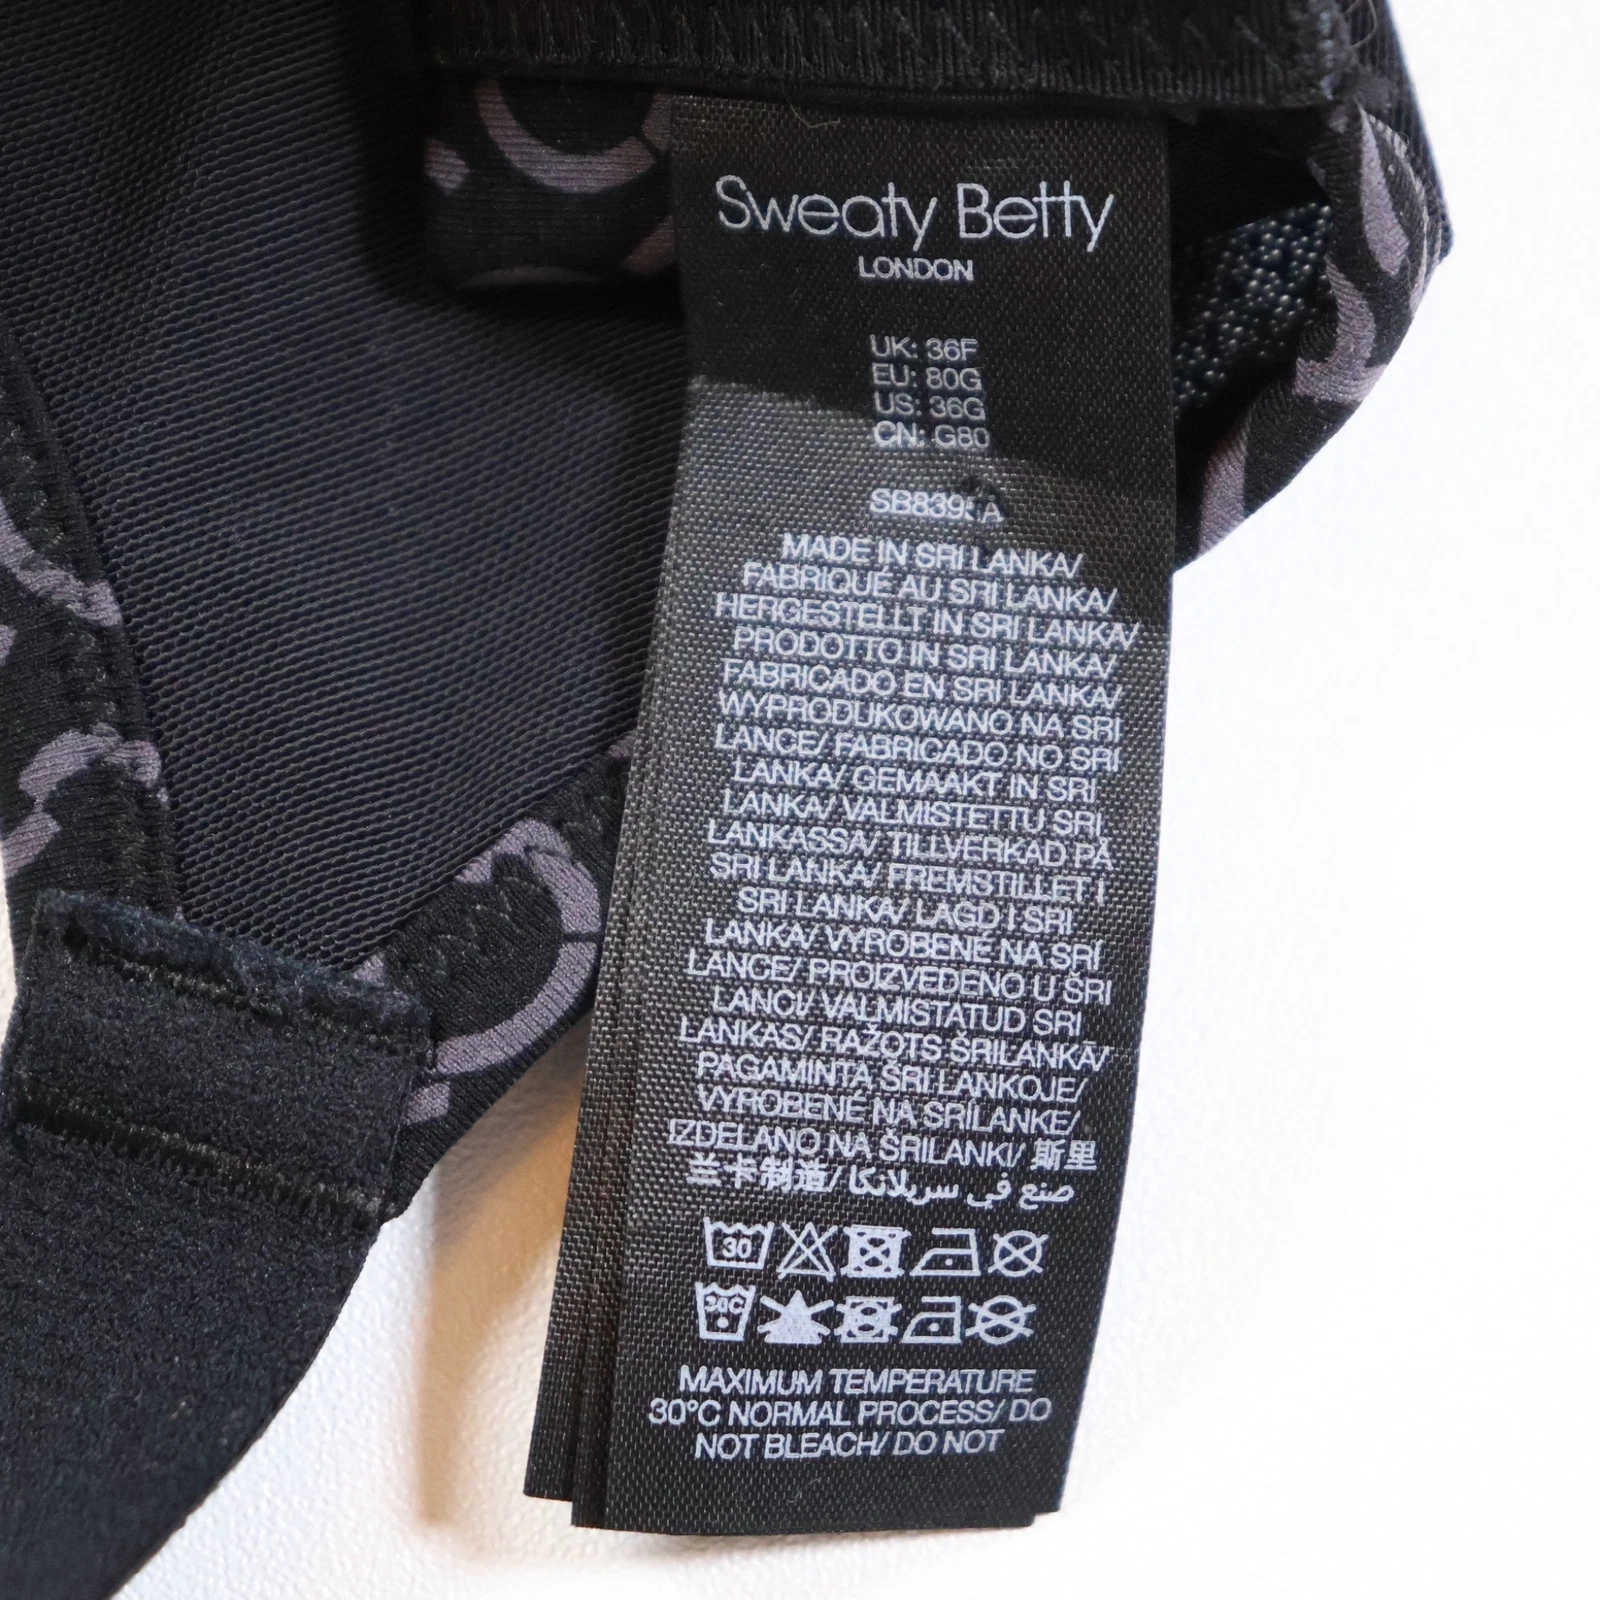 Sweaty Betty
LONDON
UK: 36F
EU: 80G
US: 36G
CN: G80
MADE IN SRI LANKA/
FABRIQUÉ AU SRI LANKA/
HERGESTELLT IN SRI LANKA/
PRODOTTO IN SRI LANKA/
FABRICADO EN SRI LANKA/
WYPRODUKOWANO NA SRI
LANCE/ FABRICADO NO SRI
LANKA/ GEMAAKT IN SRI
LANKA/ VALMISTETTU SRI
LANKASSA/ TILLVERKAD PÅ
SRI LANKA/ FREMSTILLET I
SRI LANKA/ LAGD I SRI
LANKA/ VYROBENÉ NA SRÍ
LANCE/ PROIZVEDENO U ŠRI
LANCI/ VALMISTATUD SRI
LANKAS/ RAŽOTS ŠRILANKĀ/
PAGAMINTA ŠRI LANKOJE/
VYROBENÉ NA SRÍLANKE/
IZDELANO NA ŠRILANKI/ 斯里
兰卡制造/ صنع في سريلانكا
30
30C
MAXIMUM TEMPERATURE
30°C NORMAL PROCESS/ DO
NOT BLEACH/ DO NOT